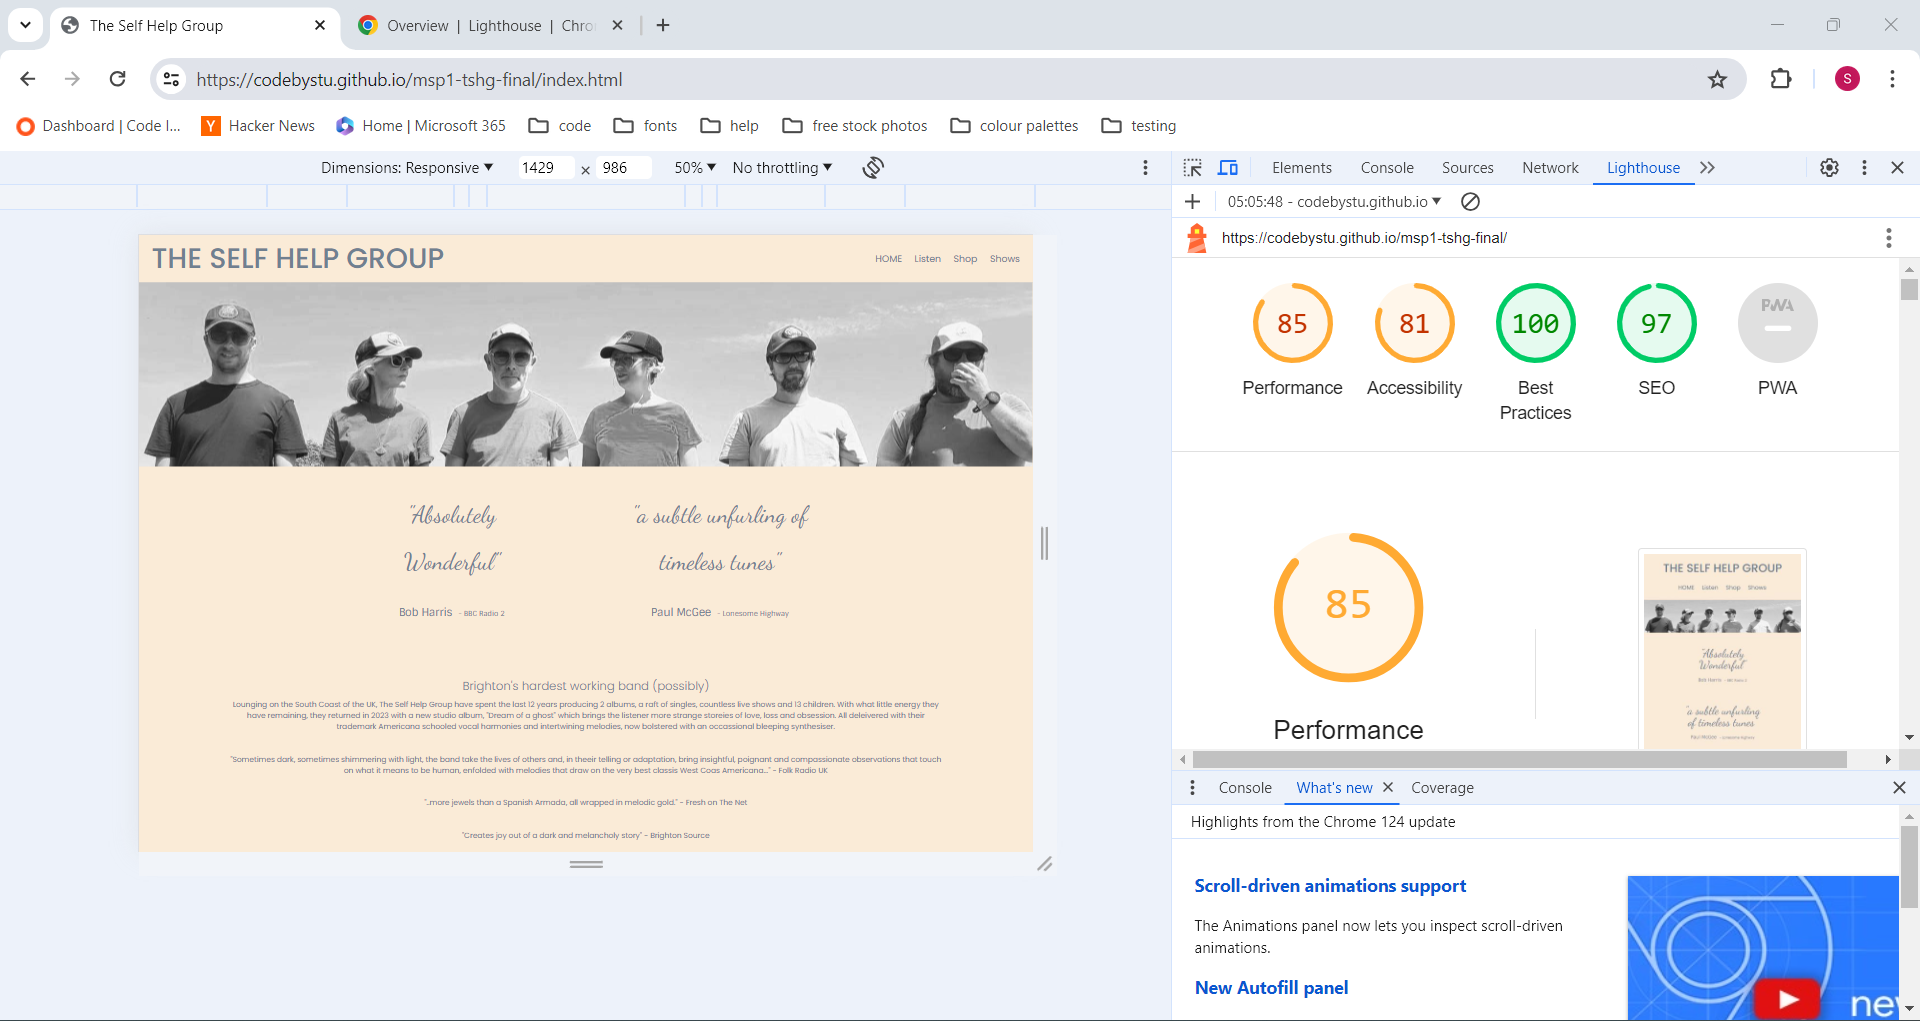 The Self Help Group
Overview | Lighthouse | Chro
https://codebystu.github.io/msp1-tshg-final/index.html
S
Dashboard | Code I...
Y
Hacker News
Home | Microsoft 365
code
fonts
help
free stock photos
colour palettes
testing
Dimensions: Responsive
1429 x 986
50%
No throttling
Elements
Console
Sources
Network
Lighthouse
THE SELF HELP GROUP
HOME Listen Shop Shows
"Absolutely
Wonderful"
Bob Harris - BBC Radio 2
"a subtle unfurling of
timeless tunes"
Paul McGee - Lonesome Highway
Brighton's hardest working band (possibly)
Lounging on the South Coast of the UK, The Self Help Group have spent the last 12 years producing 2 albums, a raft of singles, countless live shows and 13 children. With what little energy they
have remaining, they returned in 2023 with a new studio album, "Dream of a ghost" which brings the listener more strange storeies of love, loss and obsession. All deleivered with their
trademark Americana schooled vocal harmonies and intertwining melodies, now bolstered with an occassional bleeping synthesiser.
"Sometimes dark, sometimes shimmering with light, the band take the lives of others and, in theeir telling or adaptation, bring insightful, poignant and compassionate observations that touch
on what it means to be human, enfolded with melodies that draw on the very best classis West Coas Americana..." - Folk Radio UK
"...more jewels than a Spanish Armada, all wrapped in melodic gold." - Fresh on The Net
"Creates joy out of a dark and melancholy story" - Brighton Source
05:05:48 - codebystu.github.io
https://codebystu.github.io/msp1-tshg-final/
85
Performance
81
Accessibility
100
Best
Practices
97
SEO
PWA
PWA
85
Performance
THE SELF HELP GROUP
HOME Listen Shop Shows
"Absolutely
Wonderful"
Bob Harris - BBC Radio 2
"a subtle unfurling
of timeless tunes"
Paul McGee - Lonesome Highway
Console
What's new
Coverage
Highlights from the Chrome 124 update
Scroll-driven animations support
The Animations panel now lets you inspect scroll-driven
animations.
New Autofill panel
nev